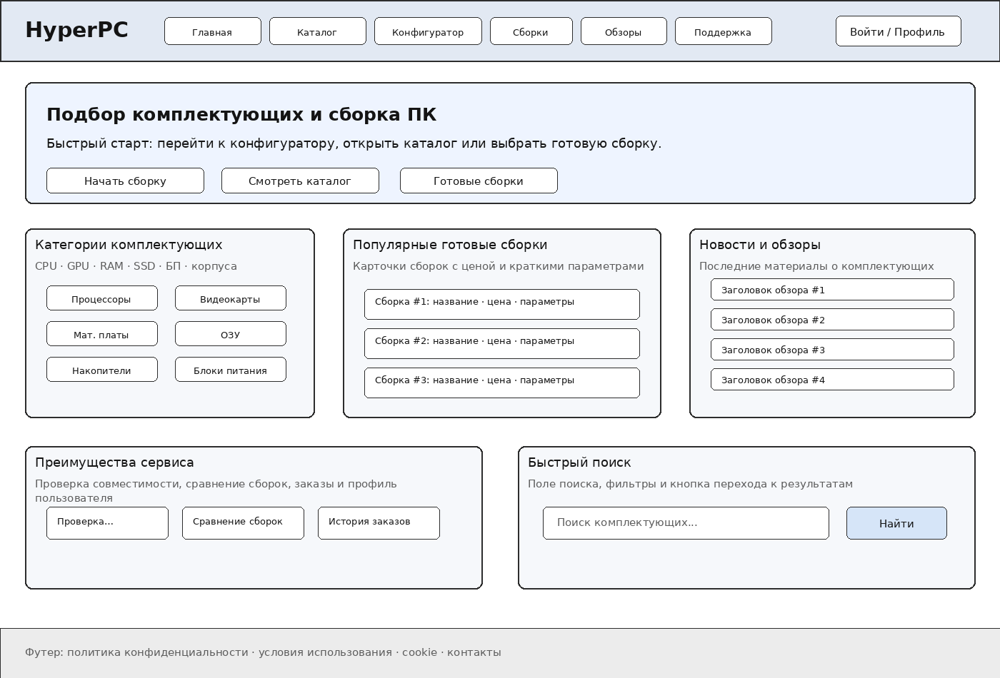 HyperPC
Главная
Каталог
Конфигуратор
Сборки
Обзоры
Поддержка
Войти / Профиль
Подбор комплектующих и сборка ПК
Быстрый старт: перейти к конфигуратору, открыть каталог или выбрать готовую сборку.
Начать сборку
Смотреть каталог
Готовые сборки
Категории комплектующих
CPU · GPU · RAM · SSD · БП · корпуса
Процессоры
Видеокарты
Мат. платы
ОЗУ
Накопители
Блоки питания
Популярные готовые сборки
Карточки сборок с ценой и краткими параметрами
Сборка #1: название · цена · параметры
Сборка #2: название · цена · параметры
Сборка #3: название · цена · параметры
Новости и обзоры
Последние материалы о комплектующих
Заголовок обзора #1
Заголовок обзора #2
Заголовок обзора #3
Заголовок обзора #4
Преимущества сервиса
Проверка совместимости, сравнение сборок, заказы и профиль
пользователя
Проверка...
Сравнение сборок
История заказов
Быстрый поиск
Поле поиска, фильтры и кнопка перехода к результатам
Поиск комплектующих...
Найти
Футер: политика конфиденциальности · условия использования · cookie · контакты